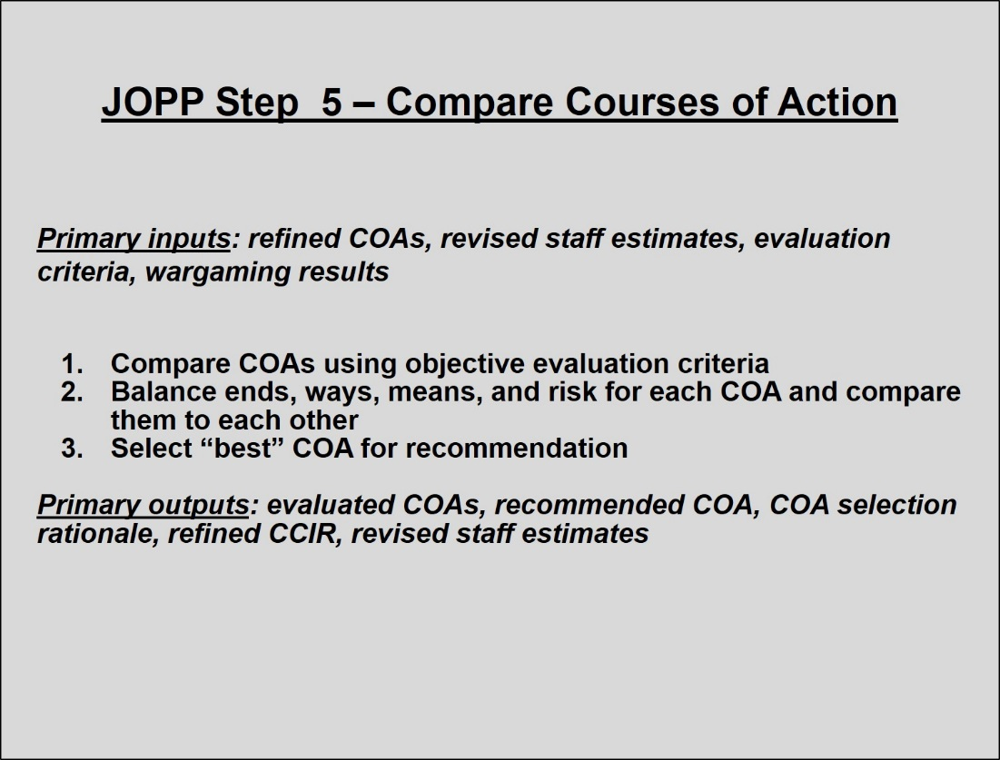 JOPP Step  5 – Compare Courses of Action
Primary inputs: refined COAs, revised staff estimates, evaluation
criteria, wargaming results
1. Compare COAs using objective evaluation criteria
2. Balance ends, ways, means, and risk for each COA and compare
them to each other
3. Select “best” COA for recommendation
Primary outputs: evaluated COAs, recommended COA, COA selection
rationale, refined CCIR, revised staff estimates